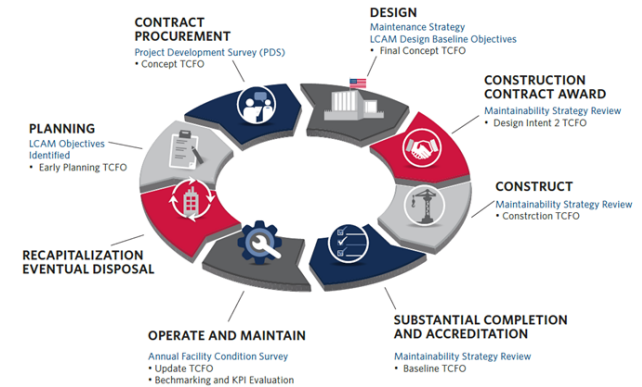 CONTRACT
PROCUREMENT
Project Development Survey (PDS)
• Concept TCFO
DESIGN
Maintenance Strategy
LCAM Design Baseline Objectives
• Final Concept TCFO
CONSTRUCTION
CONTRACT AWARD
Maintainability Strategy Review
• Design Intent 2 TCFO
CONSTRUCT
Maintainability Strategy Review
• Constrction TCFO
SUBSTANTIAL COMPLETION
AND ACCREDITATION
Maintainability Strategy Review
• Baseline TCFO
OPERATE AND MAINTAIN
Annual Facility Condition Survey
• Update TCFO
• Bechmarking and KPI Evaluation
RECAPITALIZATION
EVENTUAL DISPOSAL
PLANNING
LCAM Objectives
Identified
• Early Planning TCFO